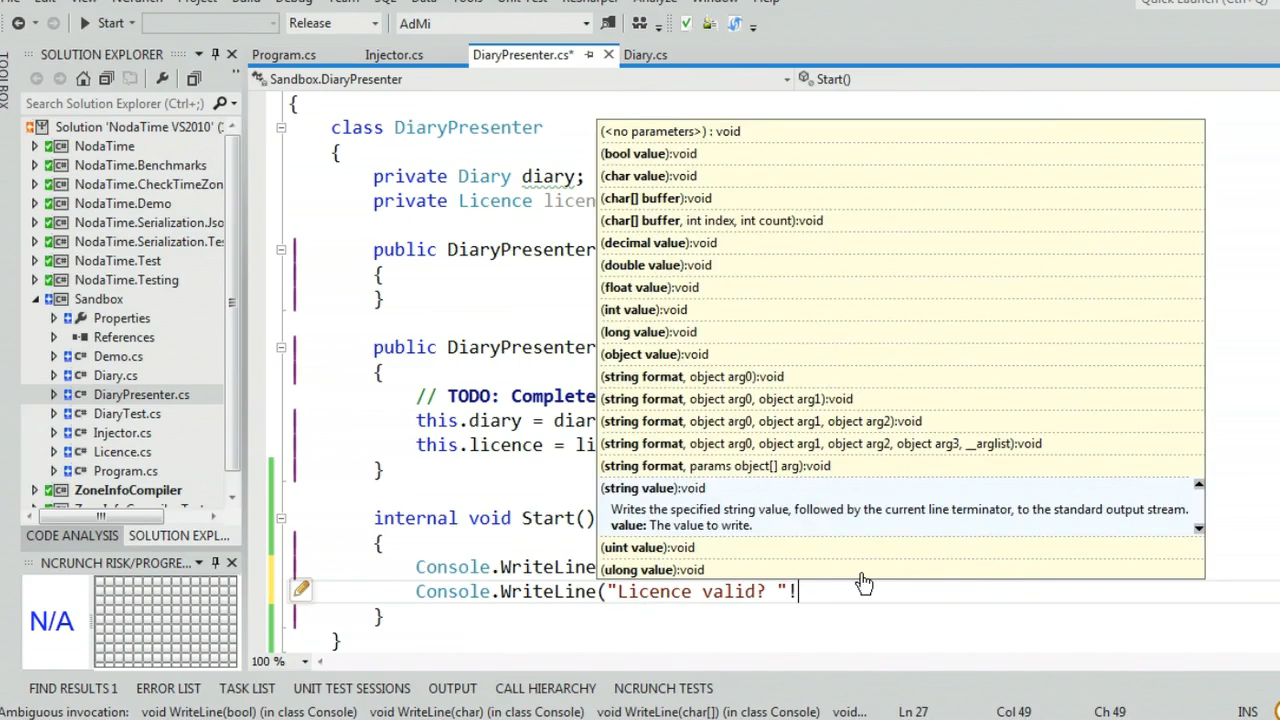 Start
Release
AdMi
SOLUTION EXPLORER
Search Solution Explorer (Ctrl+;)
Solution 'NodaTime VS2010'
NodaTime
NodaTime.Benchmarks
NodaTime.CheckTimeZon
NodaTime.Demo
NodaTime.Serialization.Jso
NodaTime.Serialization.Te
NodaTime.Test
NodaTime.Testing
Sandbox
Properties
References
Demo.cs
Diary.cs
DiaryPresenter.cs
DiaryTest.cs
Injector.cs
Licence.cs
Program.cs
ZoneInfoCompiler
CODE ANALYSIS SOLUTION EXPL...
NCRUNCH RISK/PROGRE...
N/A
TOOLBOX
Program.cs Injector.cs DiaryPresenter.cs* Diary.cs
Sandbox.DiaryPresenter Start()
{
class DiaryPresenter
{
private Diary diary;
private Licence licen
public DiaryPresenter
{
}
public DiaryPresenter
{
// TODO: Complete
this.diary = diar
this.licence = li
}
internal void Start()
{
Console.WriteLine
Console.WriteLine("Licence valid? "!
}
}
(<no parameters>) : void
(bool value):void
(char value):void
(char[] buffer):void
(char[] buffer, int index, int count):void
(decimal value):void
(double value):void
(float value):void
(int value):void
(long value):void
(object value):void
(string format, object arg0):void
(string format, object arg0, object arg1):void
(string format, object arg0, object arg1, object arg2):void
(string format, object arg0, object arg1, object arg2, object arg3, __arglist):void
(string format, params object[] arg):void
(string value):void
Writes the specified string value, followed by the current line terminator, to the standard output stream.
value: The value to write.
(uint value):void
(ulong value):void
100 %
FIND RESULTS 1 ERROR LIST TASK LIST UNIT TEST SESSIONS OUTPUT CALL HIERARCHY NCRUNCH TESTS
Ambiguous invocation: void WriteLine(bool) (in class Console) void WriteLine(char) (in class Console) void WriteLine(char[]) (in class Console) void... Ln 27 Col 49 Ch 49 INS